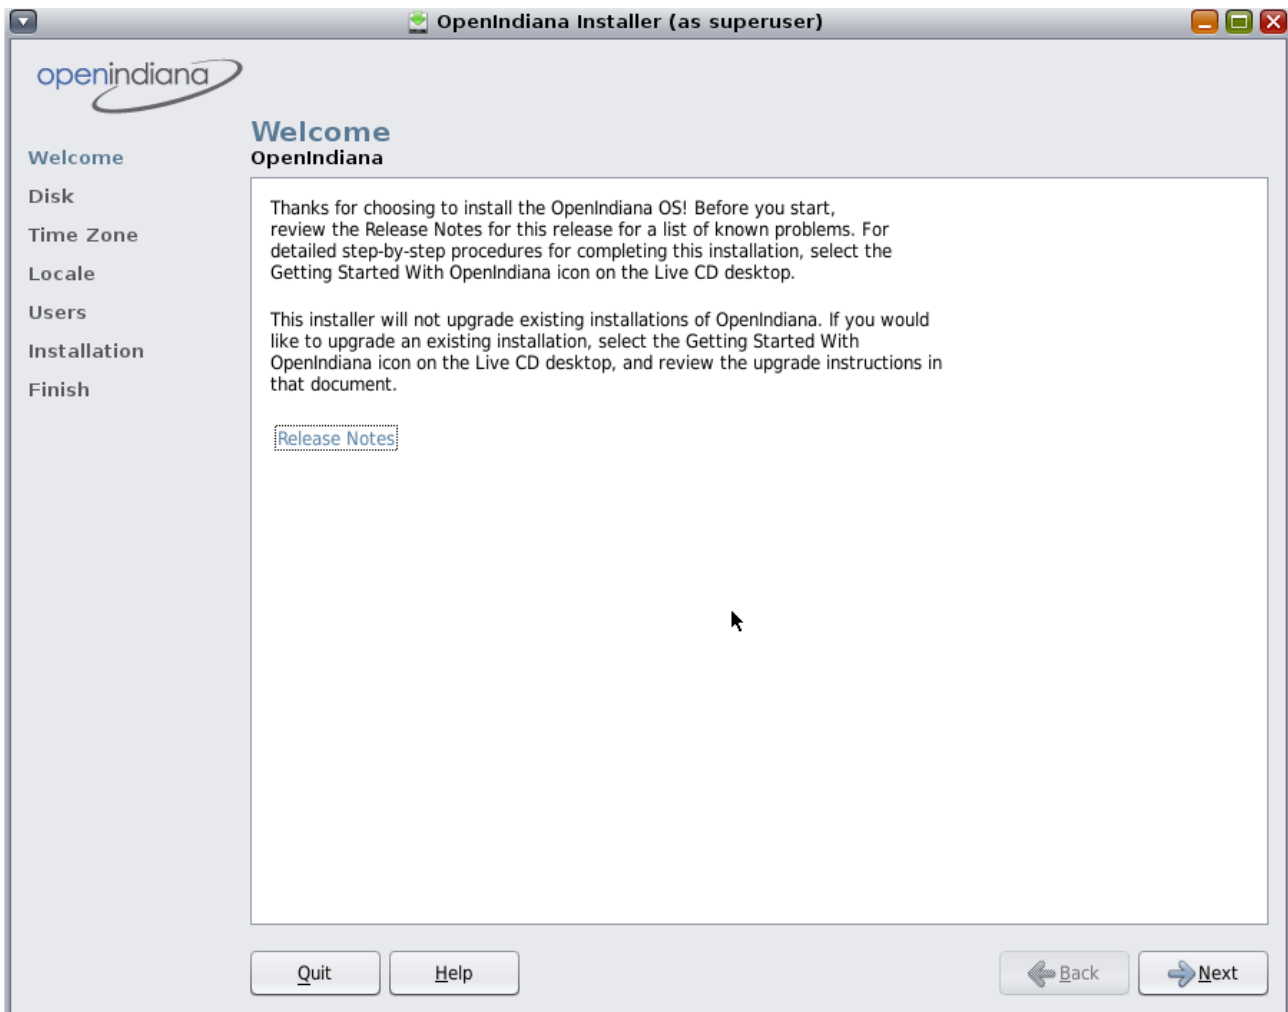 OpenIndiana Installer (as superuser)
openindiana
Welcome
Disk
Time Zone
Locale
Users
Installation
Finish
Welcome
OpenIndiana
Thanks for choosing to install the OpenIndiana OS! Before you start,
review the Release Notes for this release for a list of known problems. For
detailed step-by-step procedures for completing this installation, select the
Getting Started With OpenIndiana icon on the Live CD desktop.
This installer will not upgrade existing installations of OpenIndiana. If you would
like to upgrade an existing installation, select the Getting Started With
OpenIndiana icon on the Live CD desktop, and review the upgrade instructions in
that document.
Release Notes
Quit
Help
Back
Next